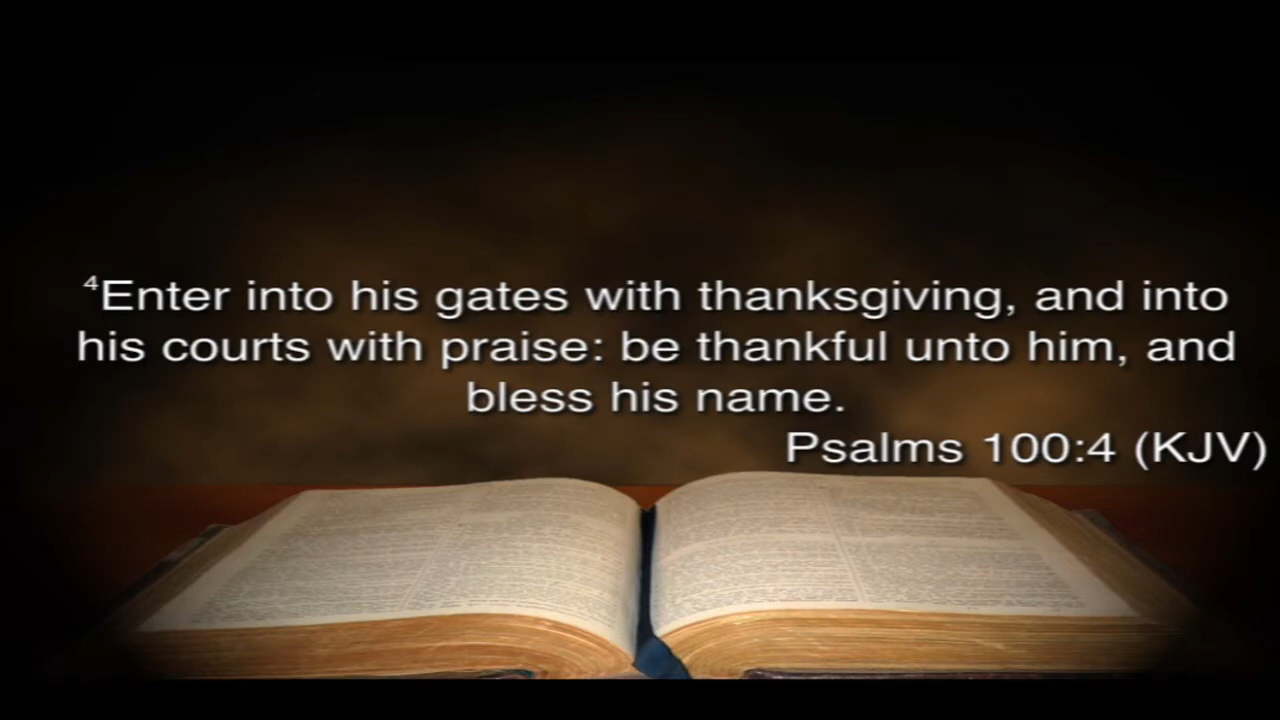 ⁴Enter into his gates with thanksgiving, and into
his courts with praise: be thankful unto him, and
bless his name.
Psalms 100:4 (KJV)